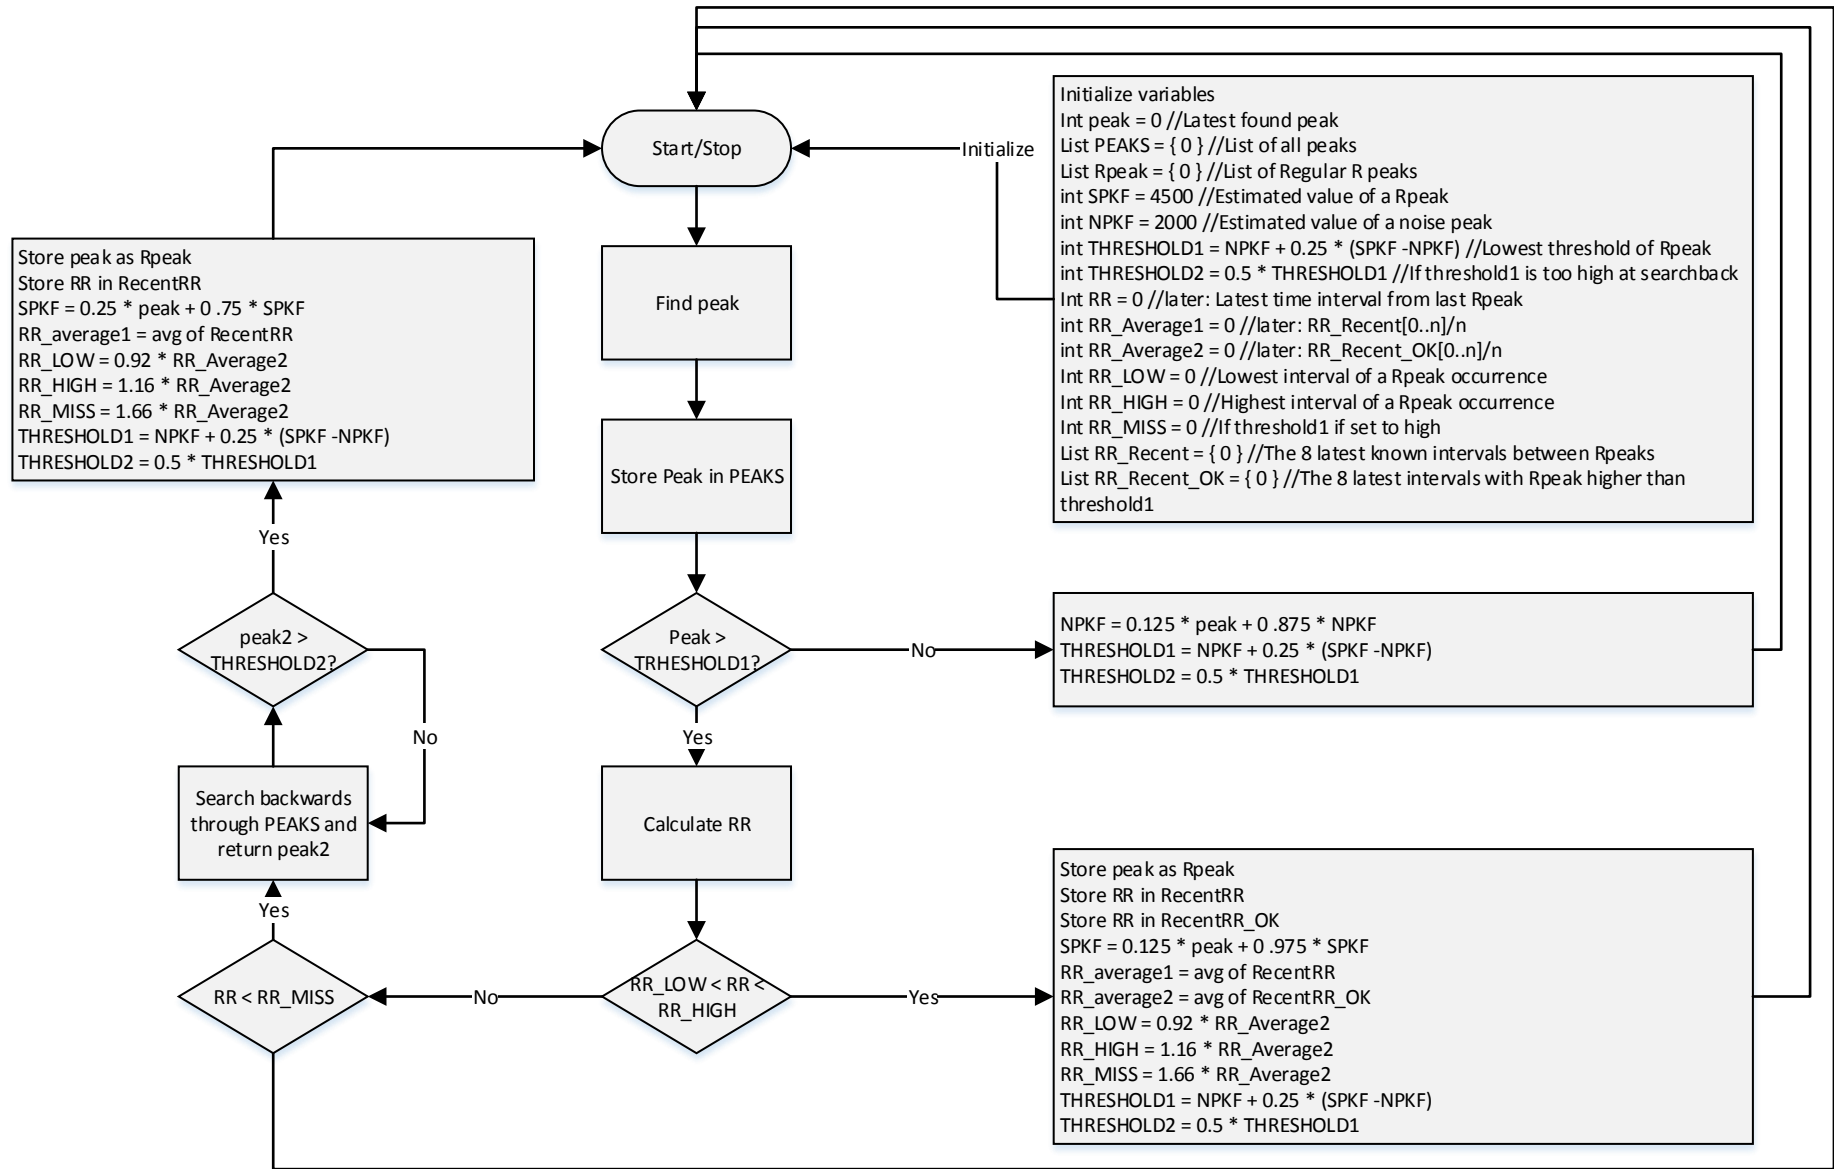 Start/Stop
Initialize
Initialize variables
Int peak = 0 //Latest found peak
List PEAKS = { 0 } //List of all peaks
List Rpeak = { 0 } //List of Regular R peaks
int SPKF = 4500 //Estimated value of a Rpeak
int NPKF = 2000 //Estimated value of a noise peak
int THRESHOLD1 = NPKF + 0.25 * (SPKF -NPKF) //Lowest threshold of Rpeak
int THRESHOLD2 = 0.5 * THRESHOLD1 //If threshold1 is too high at searchback
Int RR = 0 //later: Latest time interval from last Rpeak
int RR_Average1 = 0 //later: RR_Recent[0..n]/n
int RR_Average2 = 0 //later: RR_Recent_OK[0..n]/n
Int RR_LOW = 0 //Lowest interval of a Rpeak occurrence
Int RR_HIGH = 0 //Highest interval of a Rpeak occurrence
Int RR_MISS = 0 //If threshold1 if set to high
List RR_Recent = { 0 } //The 8 latest known intervals between Rpeaks
List RR_Recent_OK = { 0 } //The 8 latest intervals with Rpeak higher than
threshold1
Store peak as Rpeak
Store RR in RecentRR
SPKF = 0.25 * peak + 0 .75 * SPKF
RR_average1 = avg of RecentRR
RR_LOW = 0.92 * RR_Average2
RR_HIGH = 1.16 * RR_Average2
RR_MISS = 1.66 * RR_Average2
THRESHOLD1 = NPKF + 0.25 * (SPKF -NPKF)
THRESHOLD2 = 0.5 * THRESHOLD1
Find peak
Store Peak in PEAKS
Yes
peak2 >
THRESHOLD2?
No
Peak >
TRHESHOLD1?
No
NPKF = 0.125 * peak + 0 .875 * NPKF
THRESHOLD1 = NPKF + 0.25 * (SPKF -NPKF)
THRESHOLD2 = 0.5 * THRESHOLD1
Yes
Search backwards
through PEAKS and
return peak2
Calculate RR
Yes
RR < RR_MISS
No
RR_LOW < RR <
RR_HIGH
Yes
Store peak as Rpeak
Store RR in RecentRR
Store RR in RecentRR_OK
SPKF = 0.125 * peak + 0 .975 * SPKF
RR_average1 = avg of RecentRR
RR_average2 = avg of RecentRR_OK
RR_LOW = 0.92 * RR_Average2
RR_HIGH = 1.16 * RR_Average2
RR_MISS = 1.66 * RR_Average2
THRESHOLD1 = NPKF + 0.25 * (SPKF -NPKF)
THRESHOLD2 = 0.5 * THRESHOLD1